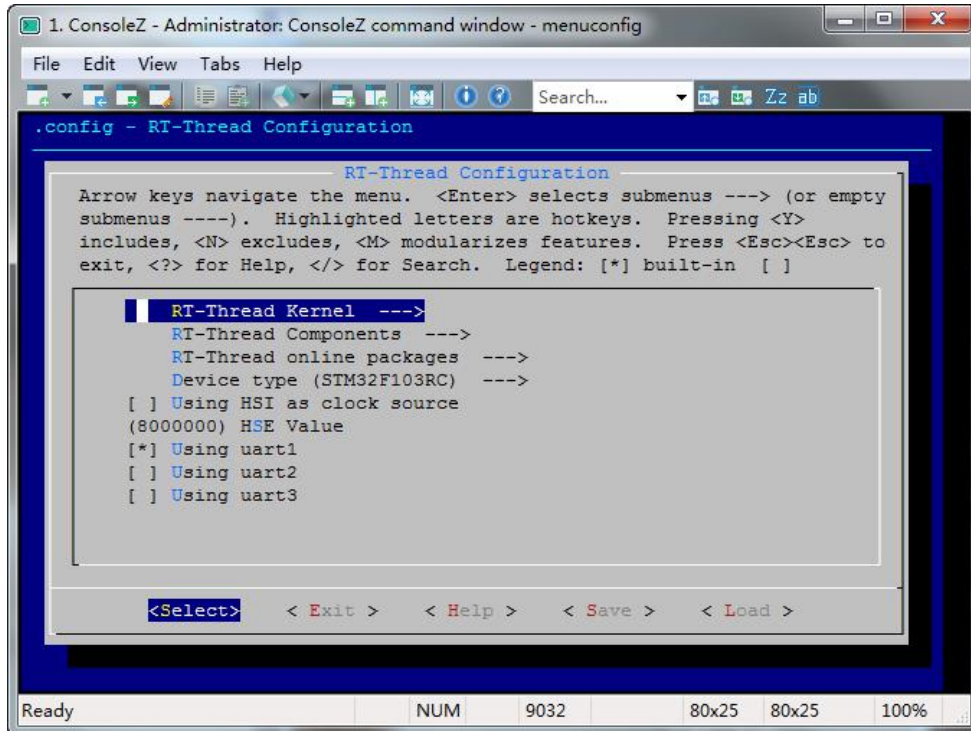 1. ConsoleZ - Administrator: ConsoleZ command window - menuconfig
File Edit View Tabs Help
Search... Zz ab
.config - RT-Thread Configuration
RT-Thread Configuration
Arrow keys navigate the menu. <Enter> selects submenus ---> (or empty
submenus ----). Highlighted letters are hotkeys. Pressing <Y>
includes, <N> excludes, <M> modularizes features. Press <Esc><Esc> to
exit, <?> for Help, </> for Search. Legend: [*] built-in [ ]
RT-Thread Kernel --->
RT-Thread Components --->
RT-Thread online packages --->
Device type (STM32F103RC) --->
[ ] Using HSI as clock source
(8000000) HSE Value
[*] Using uart1
[ ] Using uart2
[ ] Using uart3
<Select> < Exit > < Help > < Save > < Load >
Ready NUM 9032 80x25 80x25 100%